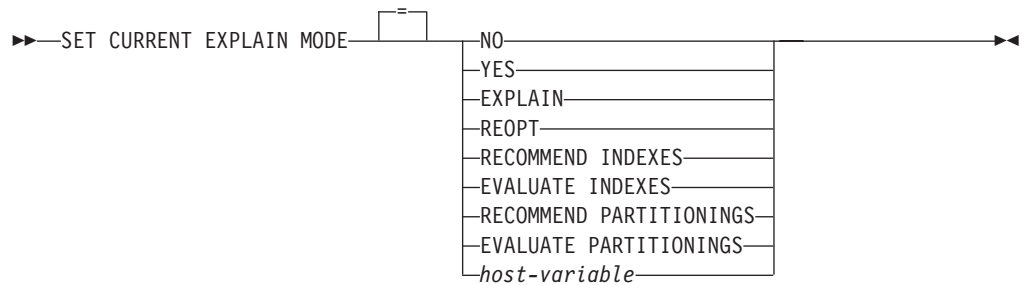 =
SET CURRENT EXPLAIN MODE NO
YES
EXPLAIN
REOPT
RECOMMEND INDEXES
EVALUATE INDEXES
RECOMMEND PARTITIONINGS
EVALUATE PARTITIONINGS
host-variable